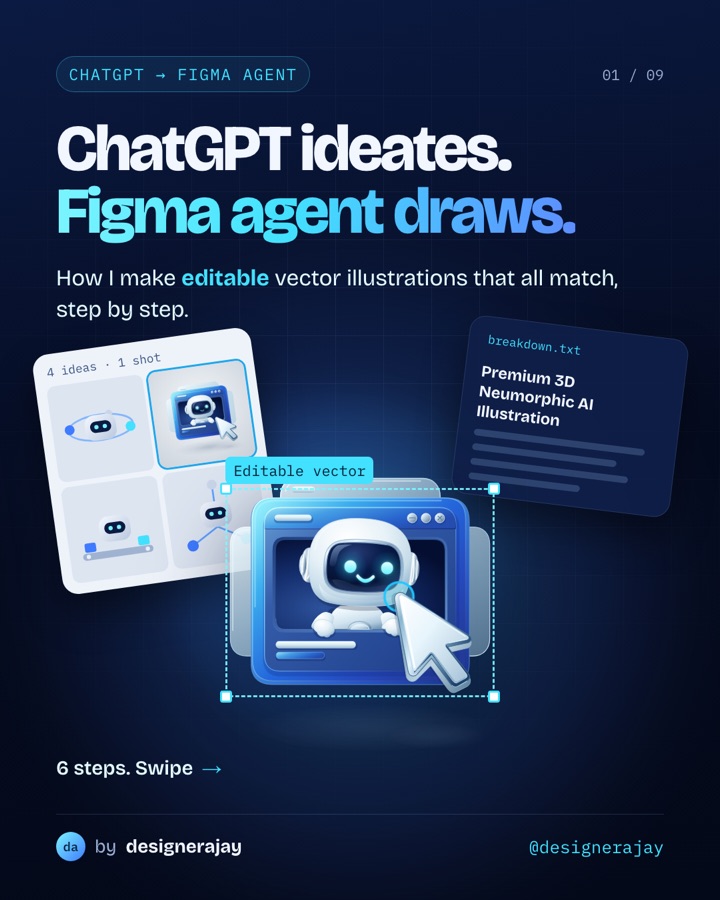 CHATGPT → FIGMA AGENT
01 / 09
ChatGPT ideates.
Figma agent draws.
How I make editable vector illustrations that all match,
step by step.
4 ideas · 1 shot
breakdown.txt
Premium 3D
Neumorphic AI
Illustration
Editable vector
6 steps. Swipe →
da by designerajay
@designerajay